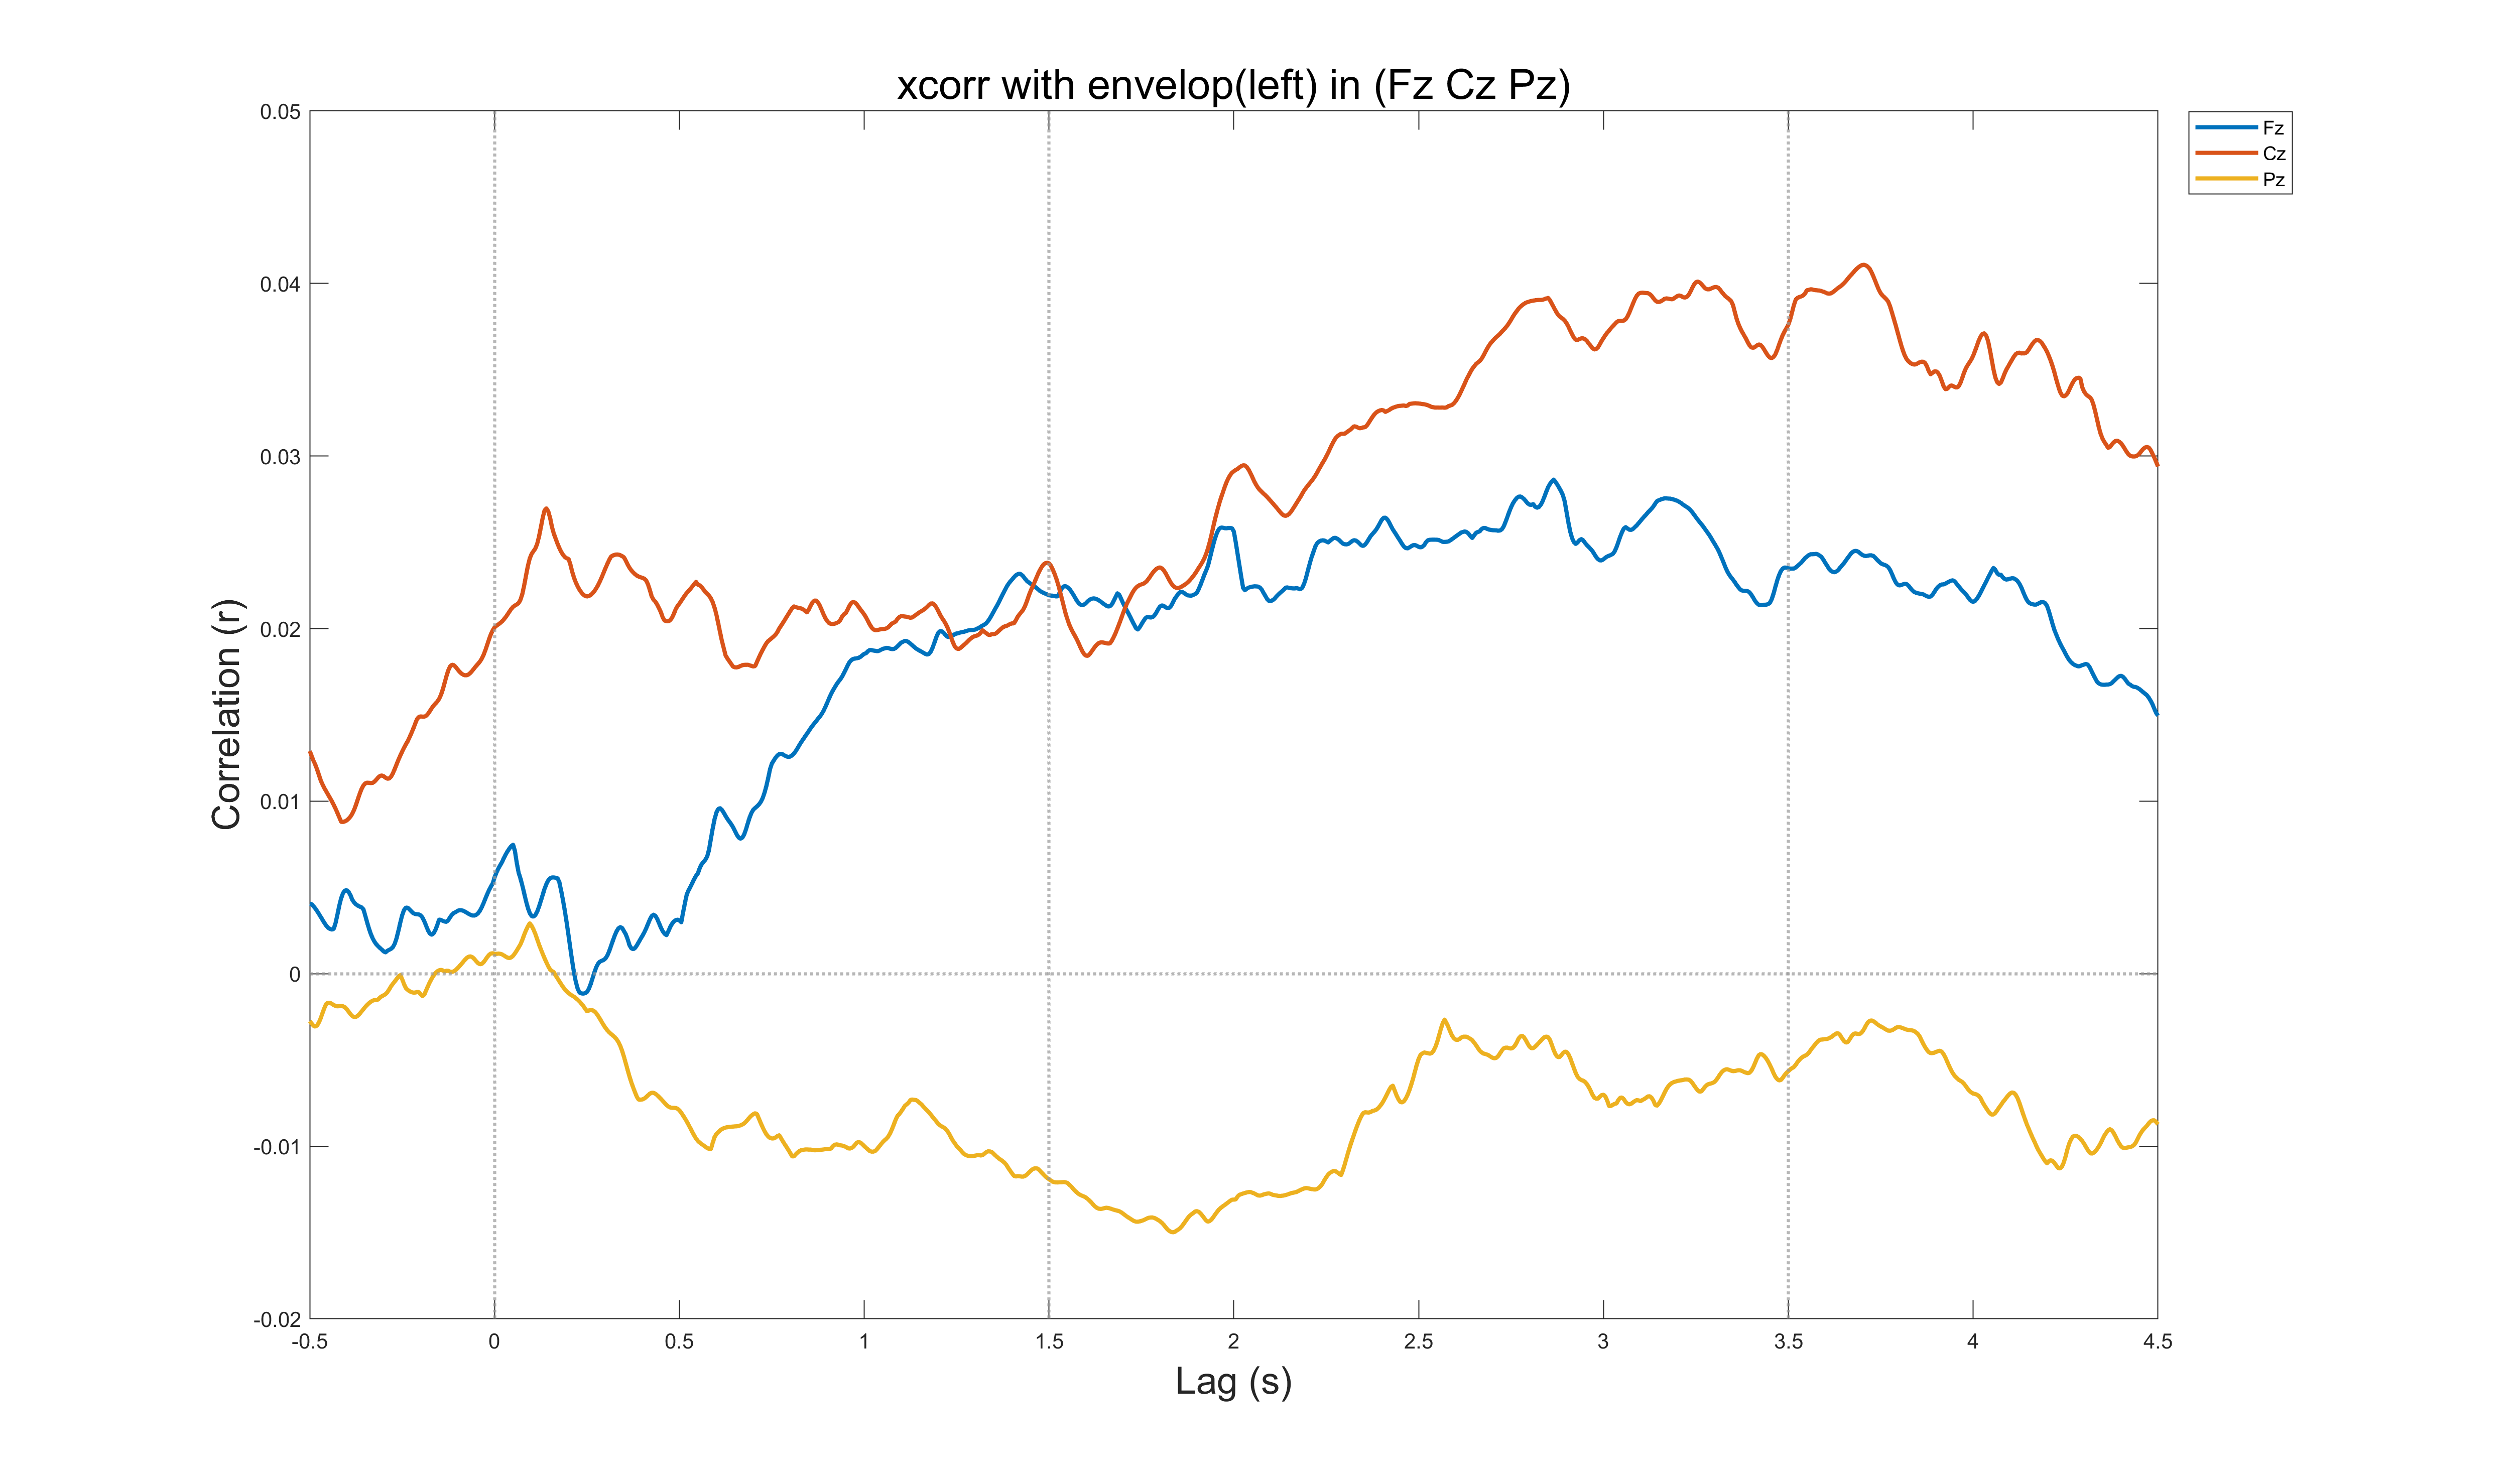 xcorr with envelop(left) in (Fz Cz Pz)
0.05
0.04
0.03
0.02
0.01
0
-0.01
-0.02
Correlation (r)
-0.5 0 0.5 1 1.5 2 2.5 3 3.5 4 4.5
Lag (s)
Fz
Cz
Pz